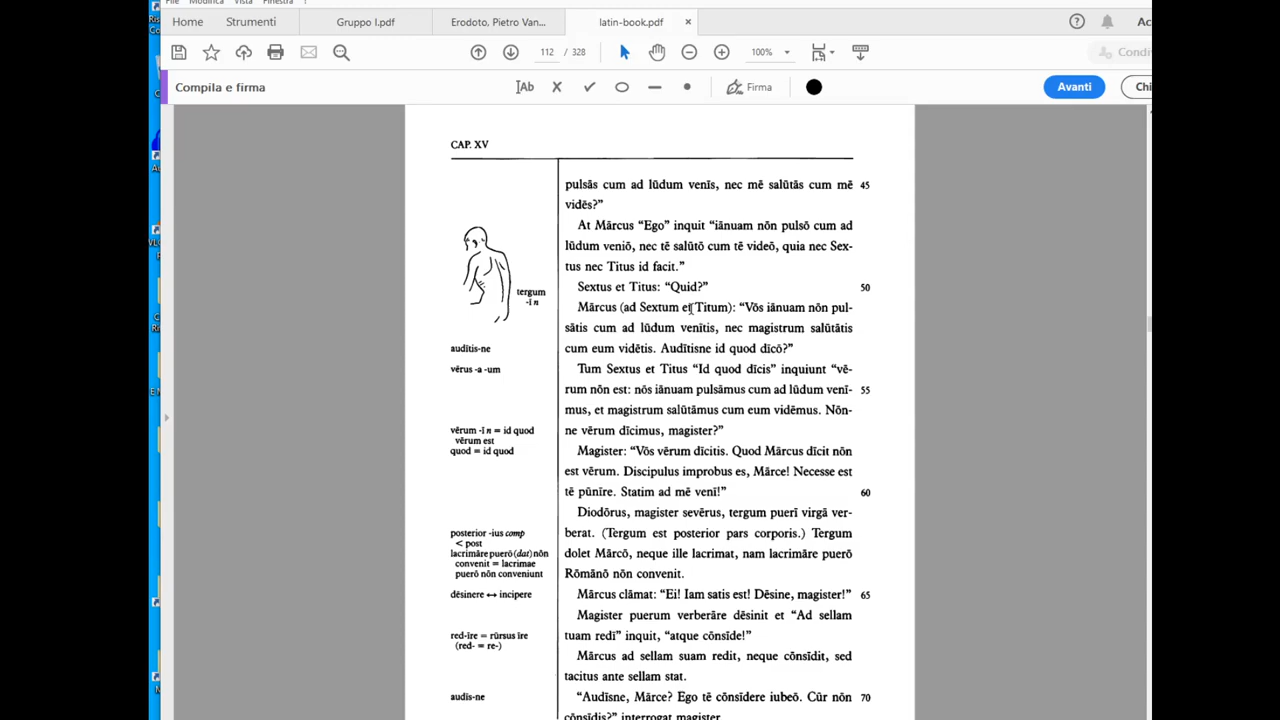 Modifica Vista Finestra
Home Strumenti Gruppo I.pdf Erodoto, Pietro Van... latin-book.pdf × ?
112 / 328 100% Condi
Compila e firma Ab Firma Avanti Chi
CAP. XV
pulsās cum ad lūdum venīs, nec mē salūtās cum mē 45
vidēs?”
At Mārcus “Ego” inquit “iānuam nōn pulsō cum ad
lūdum veniō, nec tē salūtō cum tē videō, quia nec Sex-
tus nec Titus id facit.”
Sextus et Titus: “Quid?” 50
tergum
-ī n
Mārcus (ad Sextum et Titum): “Vōs iānuam nōn pul-
sātis cum ad lūdum venītis, nec magistrum salūtātis
audītis-ne
cum eum vidētis. Audītisne id quod dīcō?”
vērus -a -um
Tum Sextus et Titus “Id quod dīcis” inquiunt “vē-
rum nōn est: nōs iānuam pulsāmus cum ad lūdum venī- 55
mus, et magistrum salūtāmus cum eum vidēmus. Nōn-
vērum -ī n = id quod
vērum est
quod = id quod
ne vērum dīcimus, magister?”
Magister: “Vōs vērum dīcitis. Quod Mārcus dīcit nōn
est vērum. Discipulus improbus es, Mārce! Necesse est
tē pūnīre. Statim ad mē venī!” 60
Diodōrus, magister sevērus, tergum puerī virgā ver-
posterior -ius comp
< post
lacrimāre puerō (dat) nōn
convenit = lacrimae
puerō nōn conveniunt
berat. (Tergum est posterior pars corporis.) Tergum
dolet Mārcō, neque ille lacrimat, nam lacrimāre puerō
Rōmānō nōn convenit.
dēsinere ↔ incipere
Mārcus clāmat: “Ei! Iam satis est! Dēsine, magister!” 65
Magister puerum verberāre dēsinit et “Ad sellam
red-īre = rūrsus īre
(red- = re-)
tuam redī” inquit, “atque cōnsīde!”
Mārcus ad sellam suam redit, neque cōnsīdit, sed
tacitus ante sellam stat.
audīs-ne
“Audīsne, Mārce? Ego tē cōnsīdere iubeō. Cūr nōn 70
cōnsīdis?” interrogat magister.